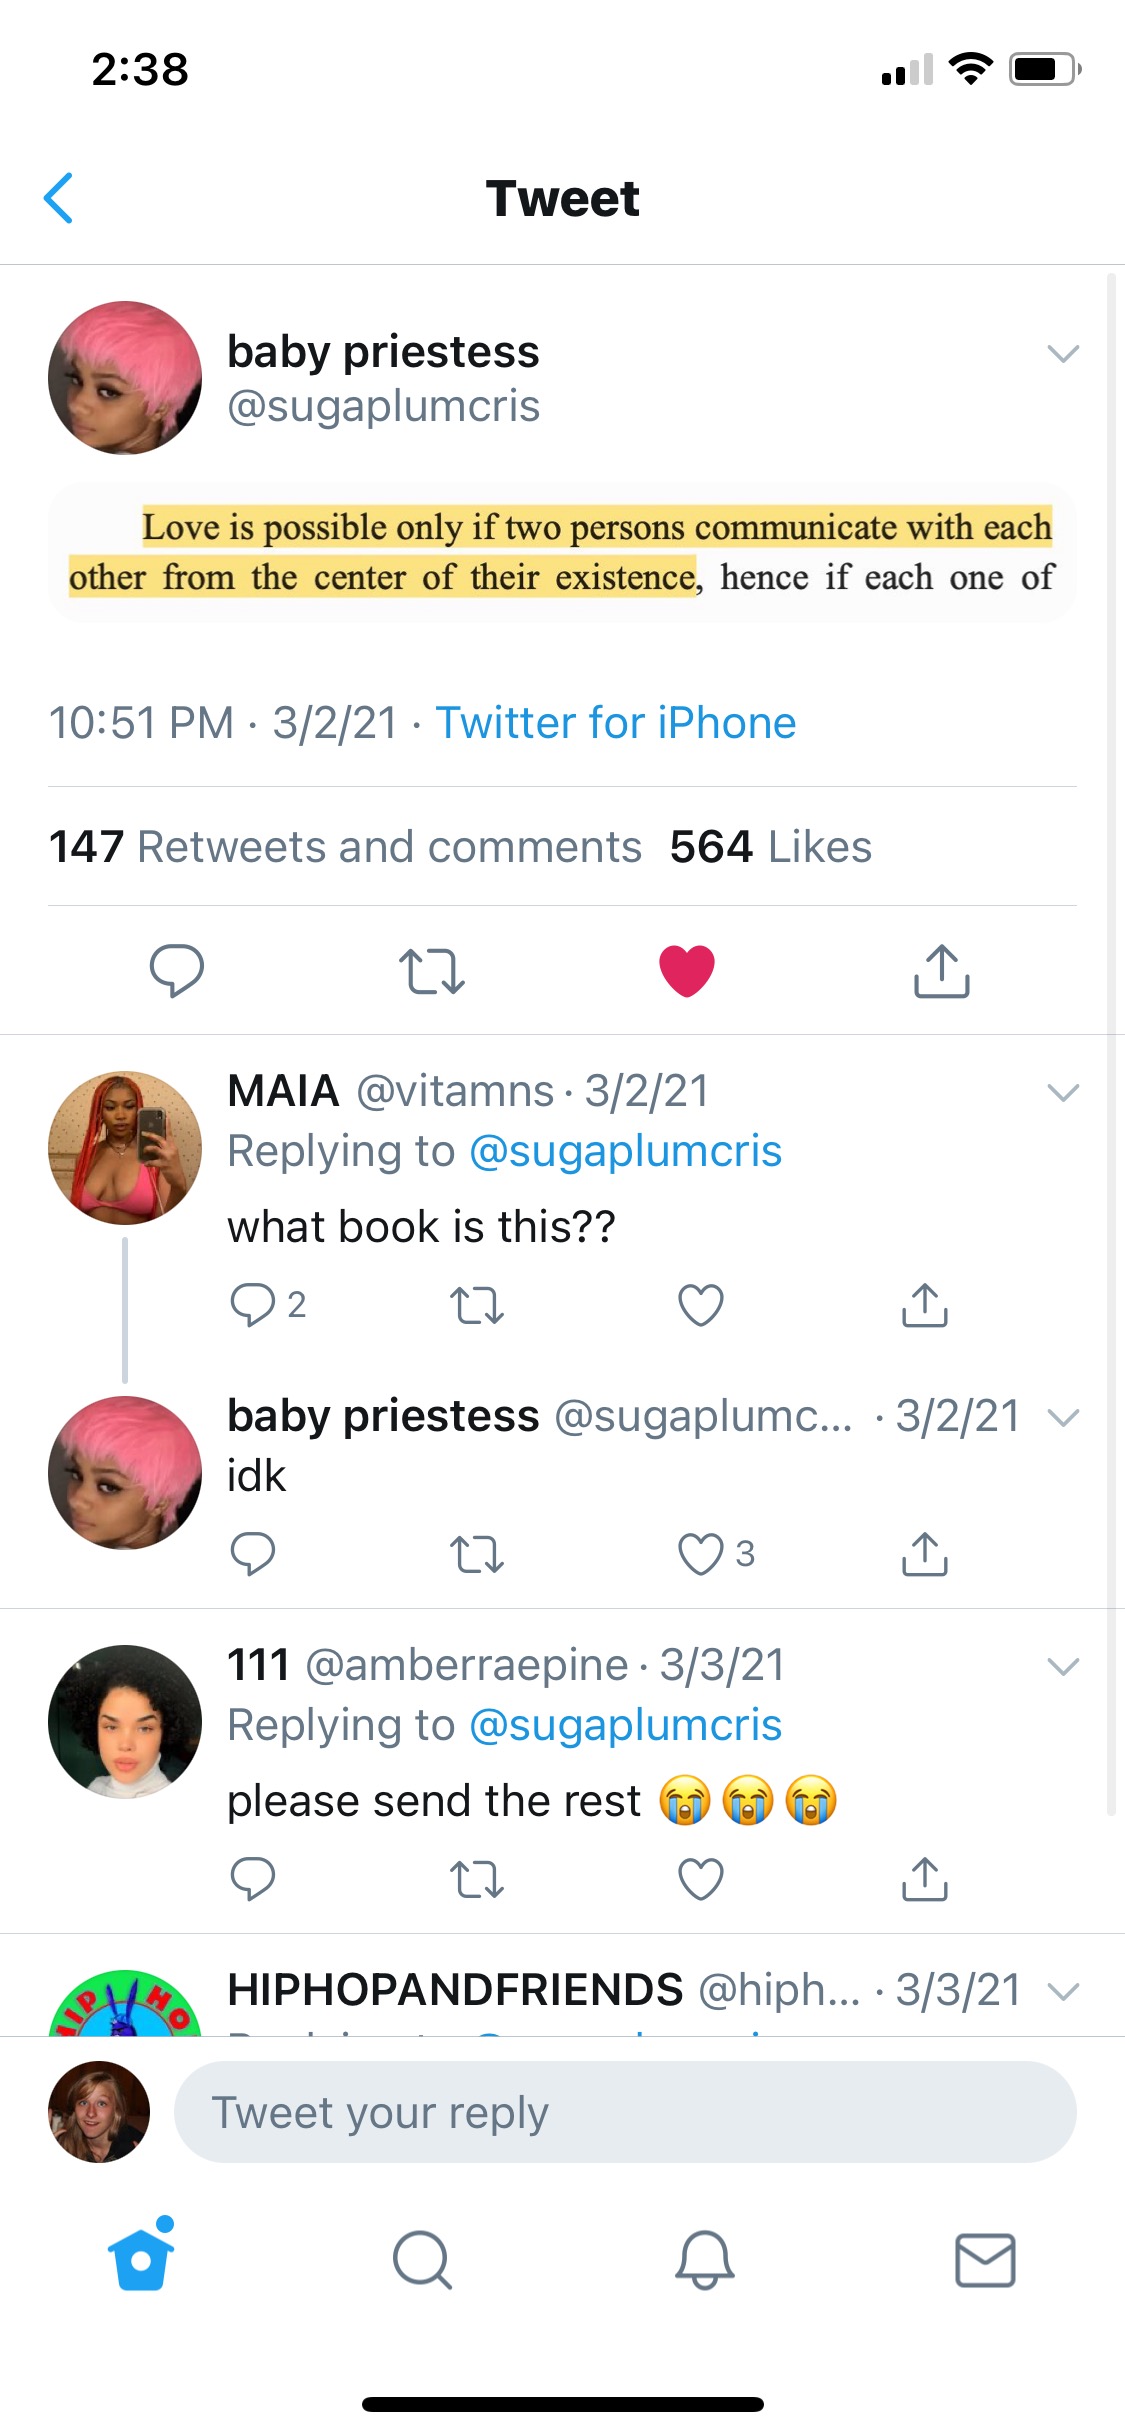 2:38
Tweet
baby priestess
@sugaplumcris
Love is possible only if two persons communicate with each
other from the center of their existence, hence if each one of
10:51 PM · 3/2/21 · Twitter for iPhone
147 Retweets and comments 564 Likes
MAIA @vitamns · 3/2/21
Replying to @sugaplumcris
what book is this??
2
baby priestess @sugaplumc... · 3/2/21
idk
3
111 @amberraepine · 3/3/21
Replying to @sugaplumcris
please send the rest 😭😭😭
HIPHOPANDFRIENDS @hiph... · 3/3/21
HIP HO
Tweet your reply